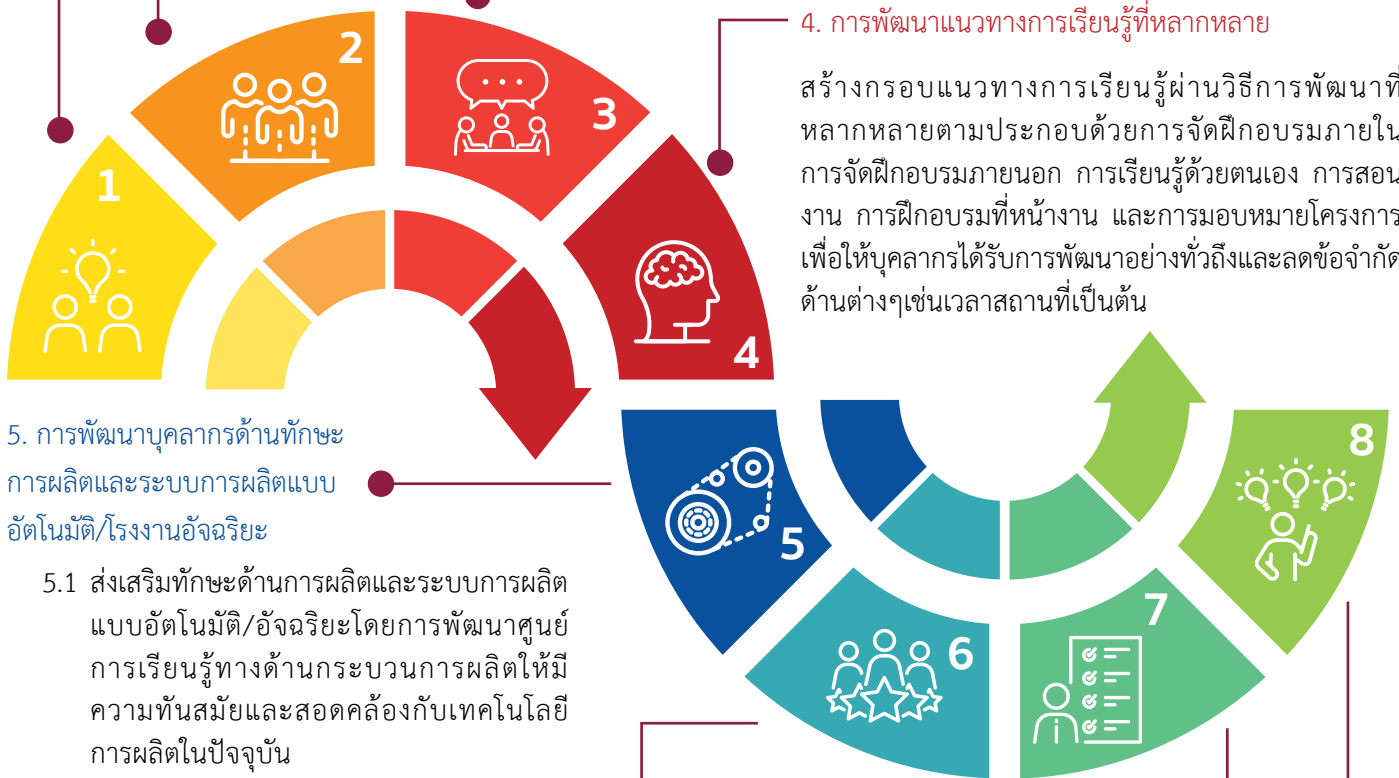 2
3
1
4
4. การพัฒนาแนวทางการเรียนรู้ที่หลากหลาย
สร้างกรอบแนวทางการเรียนรู้ผ่านวิธีการพัฒนาที่
หลากหลายตามประกอบด้วยการจัดฝึกอบรมภายใน
การจัดฝึกอบรมภายนอก การเรียนรู้ด้วยตนเอง การสอน
งาน การฝึกอบรมที่หน้างาน และการมอบหมายโครงการ
เพื่อให้บุคลากรได้รับการพัฒนาอย่างทั่วถึงและลดข้อจำกัด
ด้านต่างๆเช่นเวลาสถานที่เป็นต้น
5. การพัฒนาบุคลากรด้านทักษะ
การผลิตและระบบการผลิตแบบ
อัตโนมัติ/โรงงานอัจฉริยะ
5.1 ส่งเสริมทักษะด้านการผลิตและระบบการผลิต
แบบอัตโนมัติ/อัจฉริยะโดยการพัฒนาศูนย์
การเรียนรู้ทางด้านกระบวนการผลิตให้มี
ความทันสมัยและสอดคล้องกับเทคโนโลยี
การผลิตในปัจจุบัน
8
5
7
6